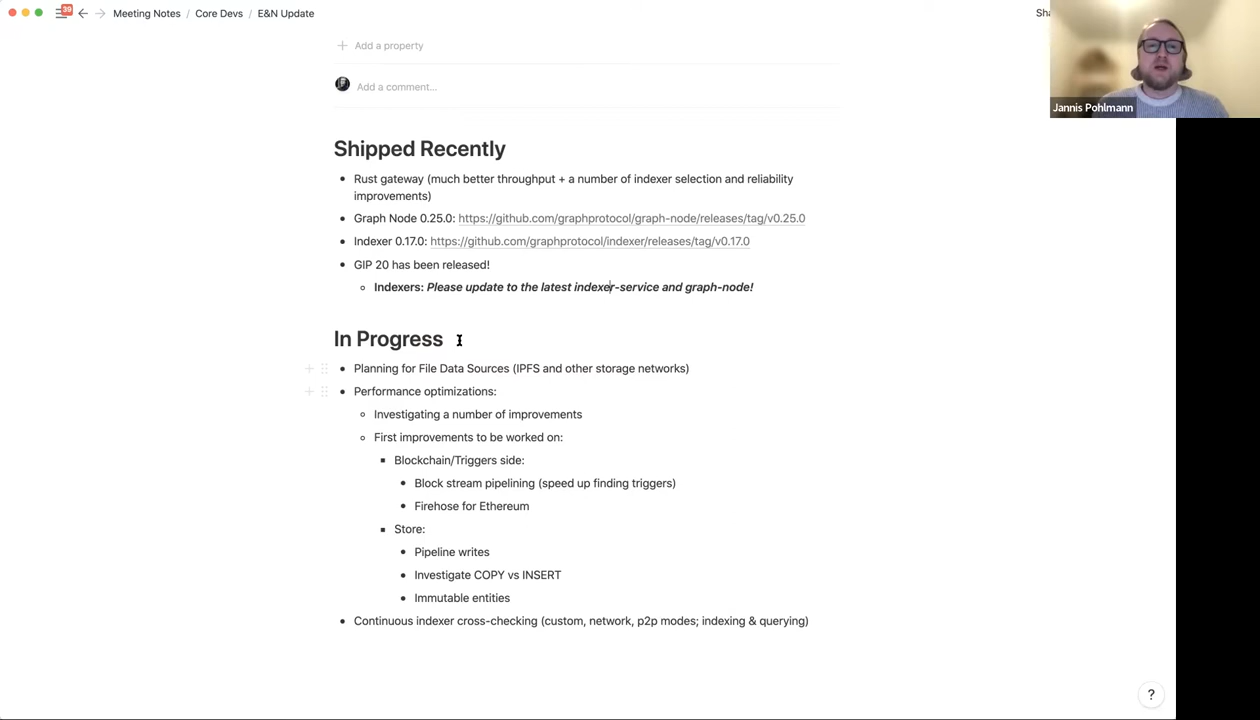 39
Meeting Notes / Core Devs / E&N Update
Sha
Jannis Pohlmann
Add a property
Add a comment...
Shipped Recently
• Rust gateway (much better throughput + a number of indexer selection and reliability
improvements)
• Graph Node 0.25.0: https://github.com/graphprotocol/graph-node/releases/tag/v0.25.0
• Indexer 0.17.0: https://github.com/graphprotocol/indexer/releases/tag/v0.17.0
• GIP 20 has been released!
◦ Indexers: Please update to the latest indexer-service and graph-node!
In Progress
• Planning for File Data Sources (IPFS and other storage networks)
• Performance optimizations:
◦ Investigating a number of improvements
◦ First improvements to be worked on:
▪ Blockchain/Triggers side:
• Block stream pipelining (speed up finding triggers)
• Firehose for Ethereum
▪ Store:
• Pipeline writes
• Investigate COPY vs INSERT
• Immutable entities
• Continuous indexer cross-checking (custom, network, p2p modes; indexing & querying)
?